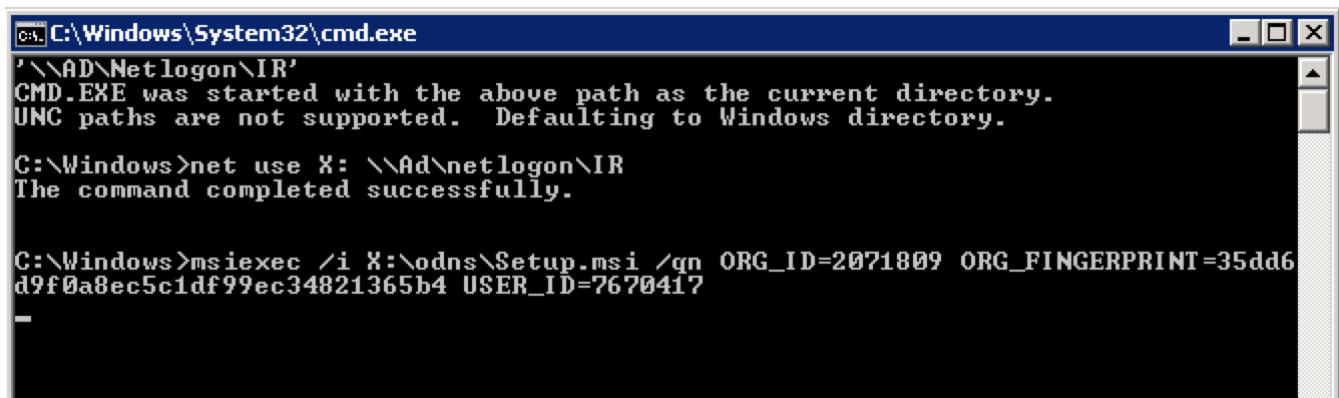 C:\Windows\System32\cmd.exe
'\\AD\Netlogon\IR'
CMD.EXE was started with the above path as the current directory.
UNC paths are not supported.  Defaulting to Windows directory.
C:\Windows>net use X: \\Ad\netlogon\IR
The command completed successfully.
C:\Windows>msiexec /i X:\odns\Setup.msi /qn ORG_ID=2071809 ORG_FINGERPRINT=35dd6
d9f0a8ec5c1df99ec34821365b4 USER_ID=7670417